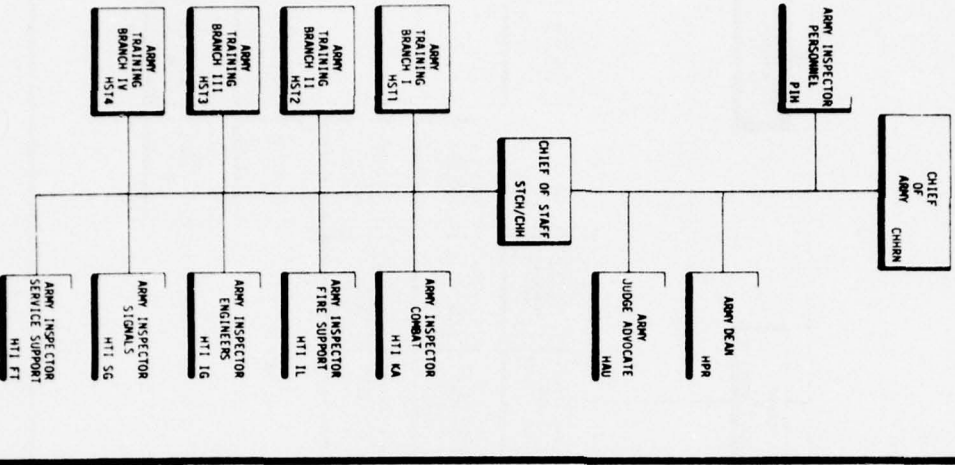 CHIEF
OF
ARMY
CHHRN
ARMY INSPECTOR
PERSONNEL
PIH
ARMY DEAN
HPR
ARMY
JUDGE ADVOCATE
HAU
CHIEF OF STAFF
STCH/CHH
ARMY
TRAINING
BRANCH I
HST1
ARMY
TRAINING
BRANCH II
HST2
ARMY
TRAINING
BRANCH III
HST3
ARMY
TRAINING
BRANCH IV
HST4
ARMY INSPECTOR
COMBAT
HTI KA
ARMY INSPECTOR
FIRE SUPPORT
HTI IL
ARMY INSPECTOR
ENGINEERS
HTI IG
ARMY INSPECTOR
SIGNALS
HTI SG
ARMY INSPECTOR
SERVICE SUPPORT
HTI FT